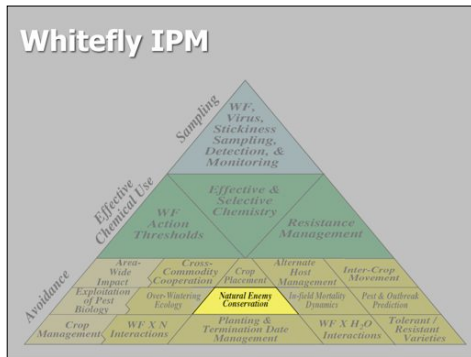 Whitefly IPM
Sampling
WF,
Virus,
Stickiness
Sampling,
Detection, &
Monitoring
Effective
Chemical Use
WF
Action
Thresholds
Effective &
Selective
Chemistry
Resistance
Management
Avoidance
Area-
Wide
Impact
Cross-
Commodity
Cooperation
Crop
Placement
Alternate
Host
Management
Inter-Crop
Movement
Exploitation
of Pest
Biology
Over-Wintering
Ecology
Natural Enemy
Conservation
In-field Mortality
Dynamics
Pest & Outbreak
Prediction
Crop
Management
WF X N
Interactions
Planting &
Termination Date
Management
WF X H₂O
Interactions
Tolerant /
Resistant
Varieties